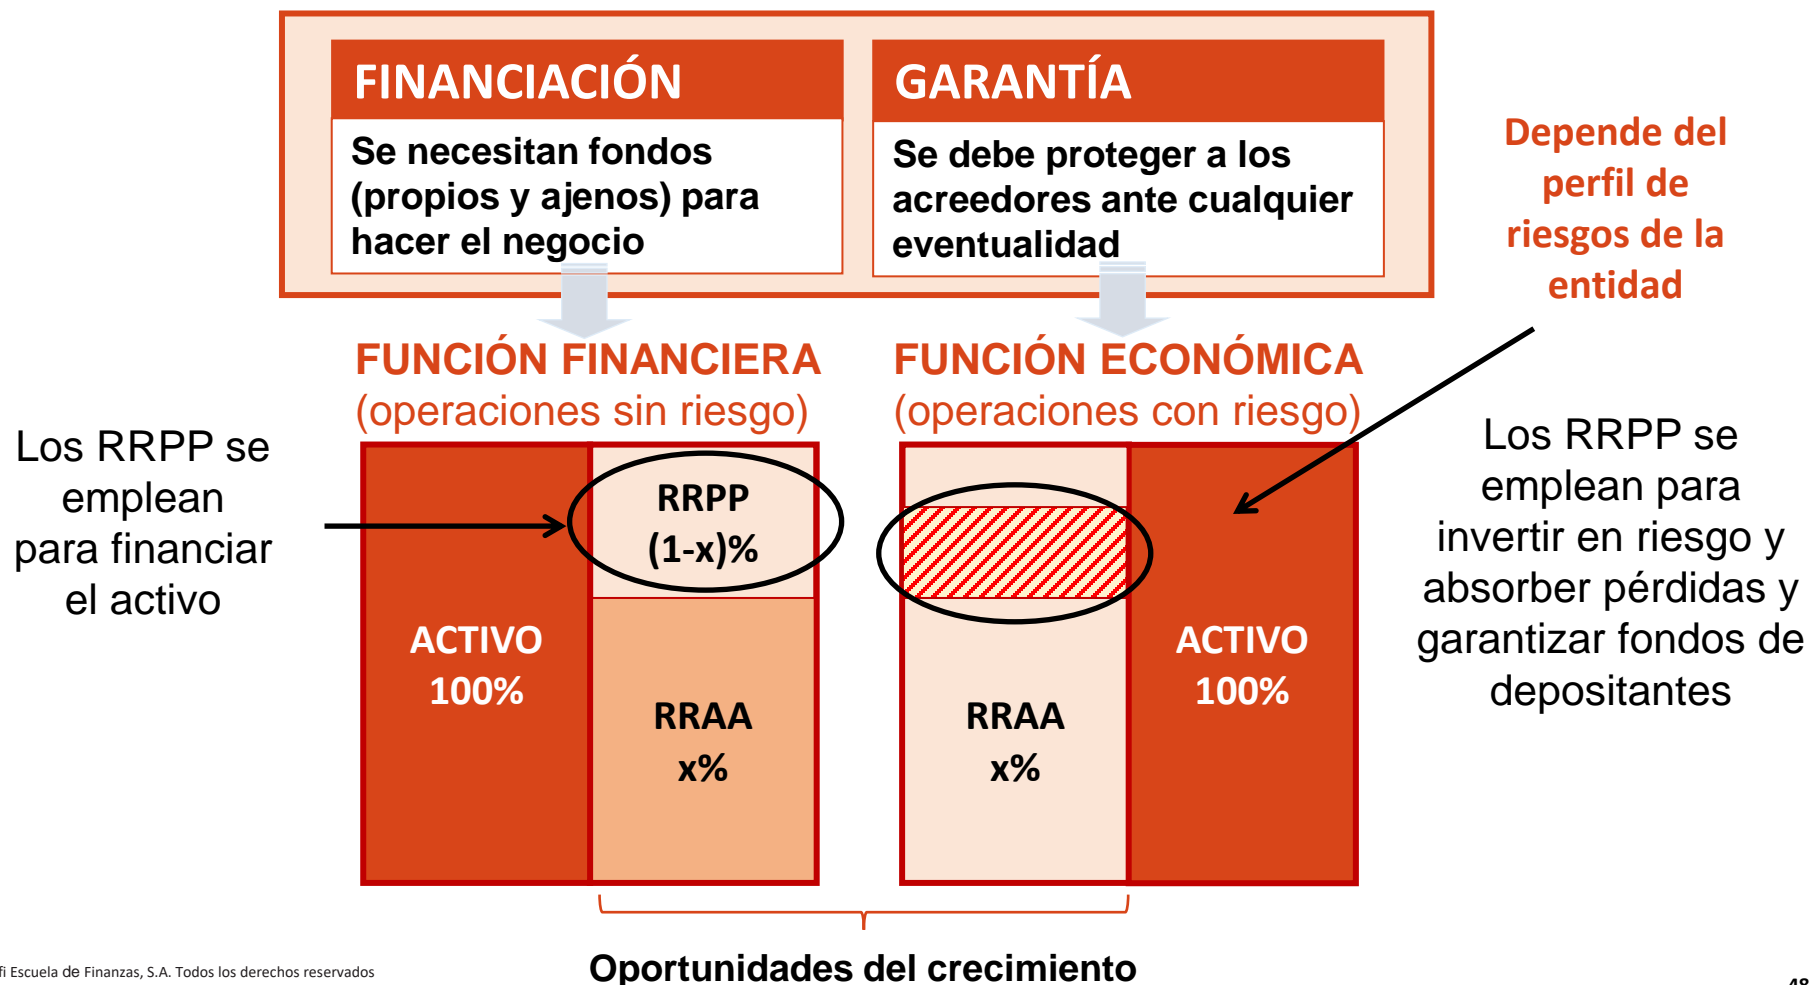 FINANCIACIÓN
Se necesitan fondos
(propios y ajenos) para
hacer el negocio
GARANTÍA
Se debe proteger a los
acreedores ante cualquier
eventualidad
Depende del
perfil de
riesgos de la
entidad
FUNCIÓN FINANCIERA
(operaciones sin riesgo)
FUNCIÓN ECONÓMICA
(operaciones con riesgo)
Los RRPP se
emplean
para financiar
el activo
ACTIVO
100%
RRPP
(1-x)%
RRAA
x%
RRAA
x%
ACTIVO
100%
Los RRPP se
emplean para
invertir en riesgo y
absorber pérdidas y
garantizar fondos de
depositantes
Oportunidades del crecimiento
fi Escuela de Finanzas, S.A. Todos los derechos reservados
48